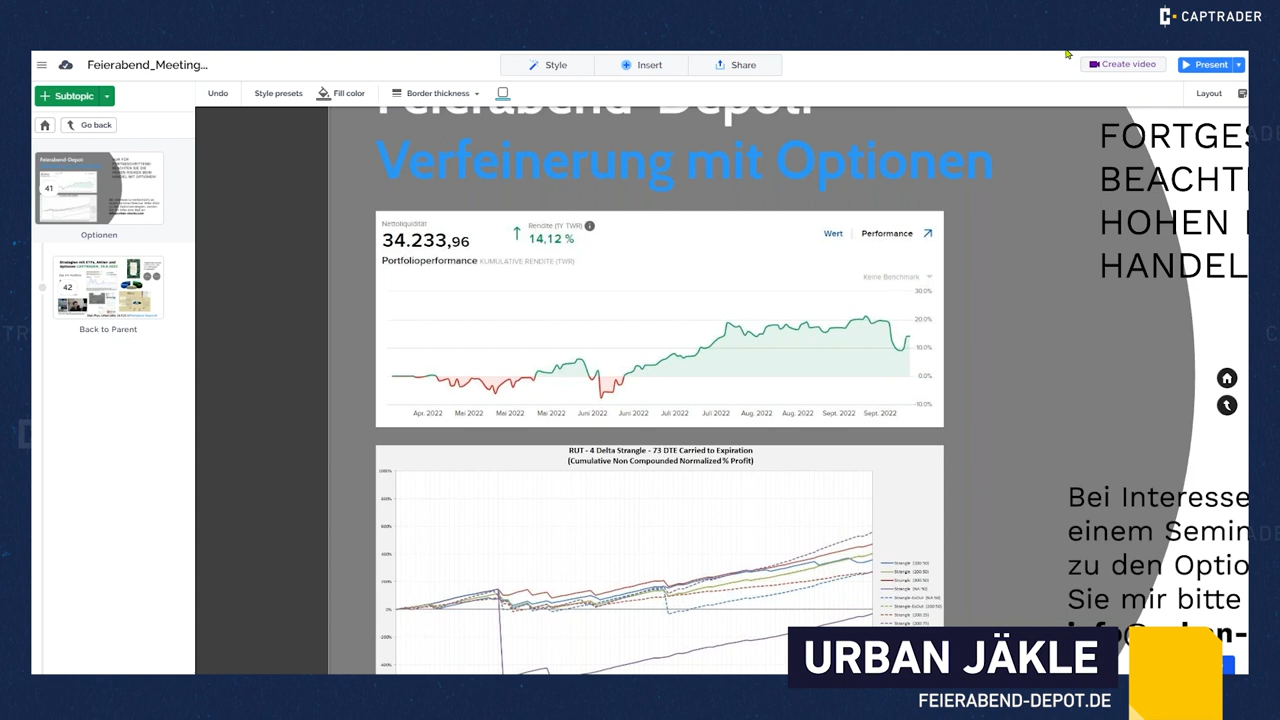 CAPTRADER
Feierabend_Meeting...
Style
Insert
Share
Create video
Present
Subtopic
Undo
Style presets
Fill color
Border thickness
Layout
Go back
Feierabend-Depot:
Verfeinerung mit Optionen
41
Optionen
42
Back to Parent
Nettoliquidität
34.233,96
Rendite (1Y TWR)
14,12 %
Wert
Performance
Portfolioperformance KUMULATIVE RENDITE (TWR)
Keine Benchmark
30.0%
20.0%
10.0%
0.0%
-10.0%
Apr. 2022
Mai 2022
Mai 2022
Mai 2022
Juni 2022
Juni 2022
Juli 2022
Juli 2022
Aug. 2022
Aug. 2022
Sept. 2022
Sept. 2022
RUT - 4 Delta Strangle - 73 DTE Carried to Expiration
(Cumulative Non Compounded Normalized % Profit)
FORTGES
BEACHT
HOHEN
HANDEL
Bei Interesse
einem Semin
zu den Optio
Sie mir bitte
URBAN JÄKLE
FEIERABEND-DEPOT.DE